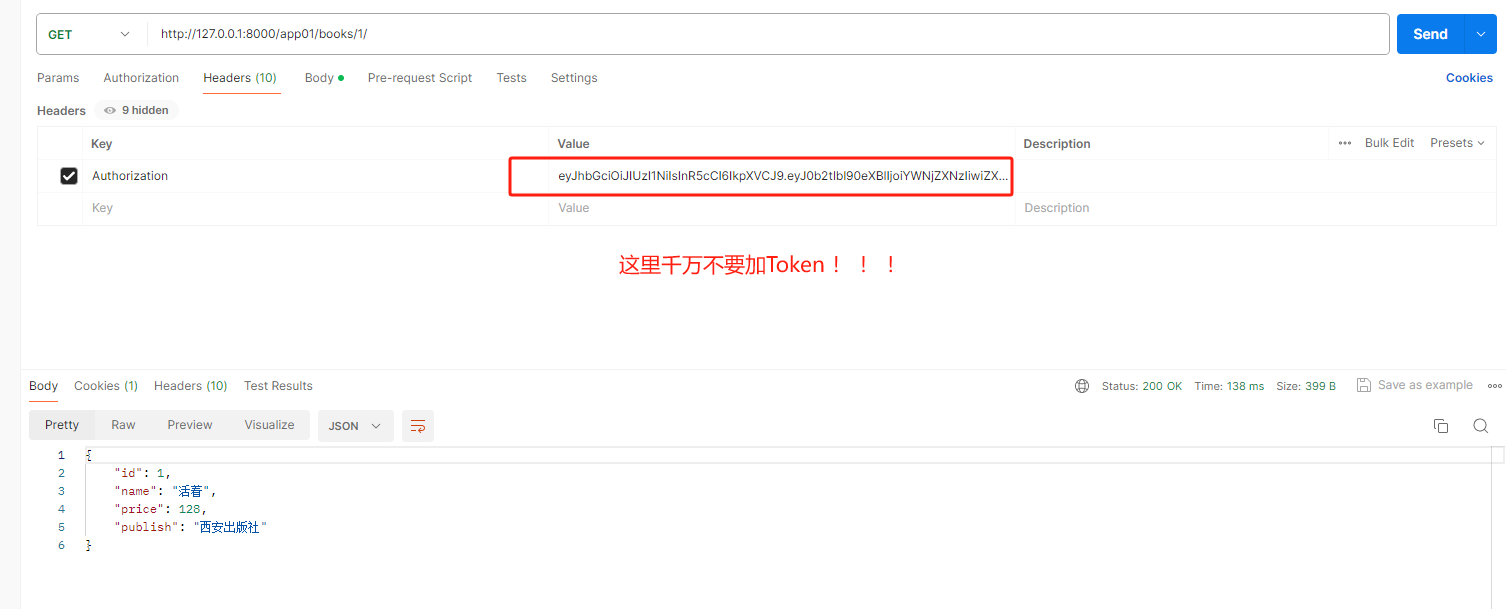 GET http://127.0.0.1:8000/app01/books/1/ Send
Params Authorization Headers (10) Body Pre-request Script Tests Settings Cookies
Headers 9 hidden
Key Value Description ••• Bulk Edit Presets
Authorization eyJhbGciOiJIUzI1NiIsInR5cCI6IkpXVCJ9.eyJ0b2tlbl90eXBlIjoiYWNjZXNzIiwiZX...
Key Value Description
这里千万不要加Token！！！
Body Cookies (1) Headers (10) Test Results Status: 200 OK Time: 138 ms Size: 399 B Save as example •••
Pretty Raw Preview Visualize JSON
1 {
2 "id": 1,
3 "name": "活着",
4 "price": 128,
5 "publish": "西安出版社"
6 }